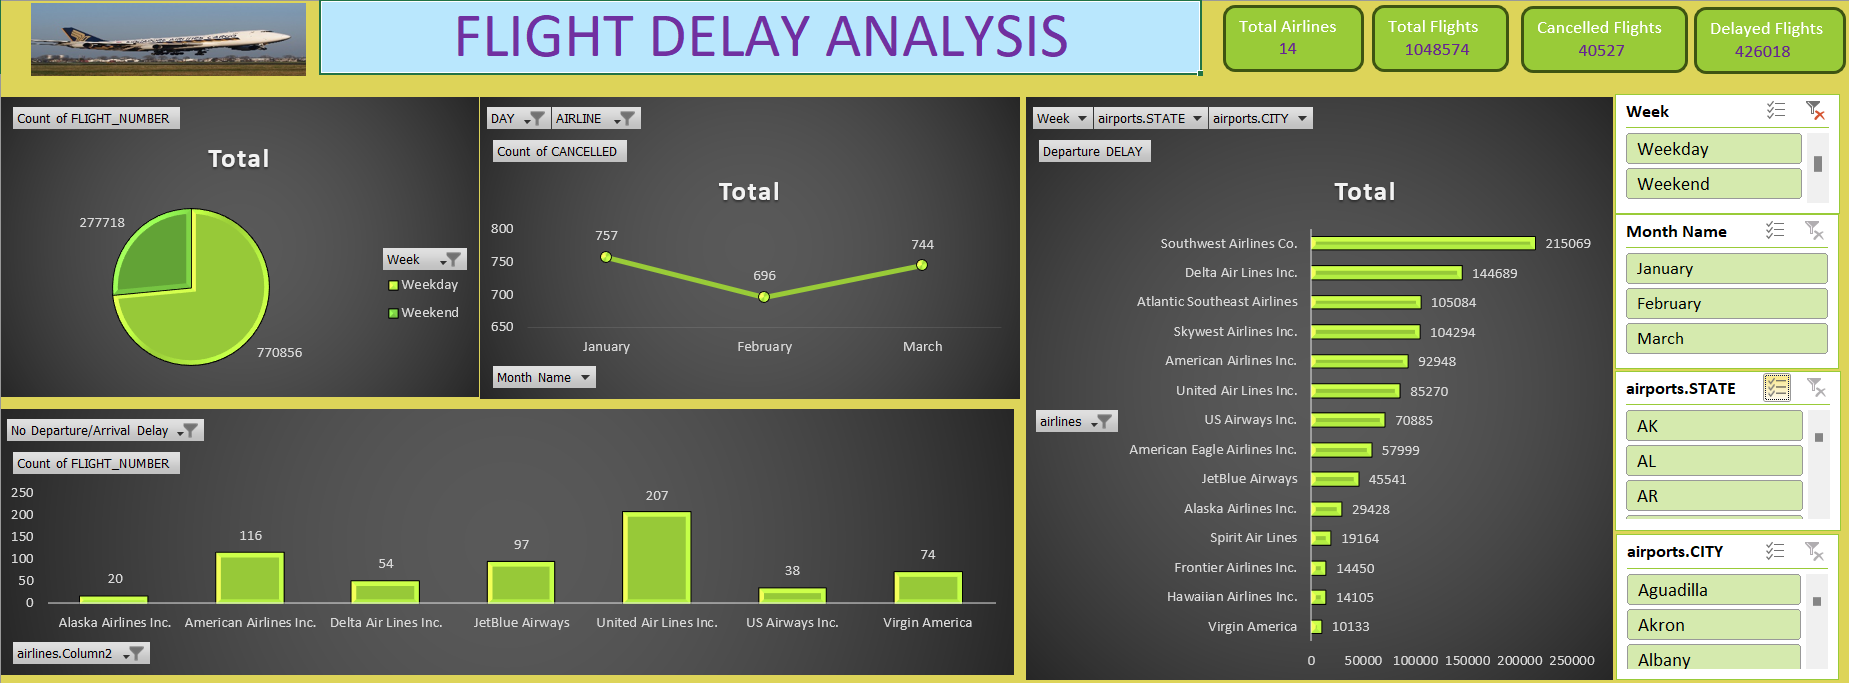 FLIGHT DELAY ANALYSIS
Total Airlines
14
Total Flights
1048574
Cancelled Flights
40527
Delayed Flights
426018
Count of FLIGHT_NUMBER
Total
277718
770856
Week
Weekday
Weekend
DAY
AIRLINE
Count of CANCELLED
Total
800
750
700
650
757
696
744
January
February
March
Month Name
No Departure/Arrival Delay
Count of FLIGHT_NUMBER
250
200
150
100
50
0
20
116
54
97
207
38
74
Alaska Airlines Inc.
American Airlines Inc.
Delta Air Lines Inc.
JetBlue Airways
United Air Lines Inc.
US Airways Inc.
Virgin America
airlines.Column2
Week
airports.STATE
airports.CITY
Departure DELAY
Total
airlines
Southwest Airlines Co. 215069
Delta Air Lines Inc. 144689
Atlantic Southeast Airlines 105084
Skywest Airlines Inc. 104294
American Airlines Inc. 92948
United Air Lines Inc. 85270
US Airways Inc. 70885
American Eagle Airlines Inc. 57999
JetBlue Airways 45541
Alaska Airlines Inc. 29428
Spirit Air Lines 19164
Frontier Airlines Inc. 14450
Hawaiian Airlines Inc. 14105
Virgin America 10133
0 50000 100000 150000 200000 250000
Week
Weekday
Weekend
Month Name
January
February
March
airports.STATE
AK
AL
AR
airports.CITY
Aguadilla
Akron
Albany